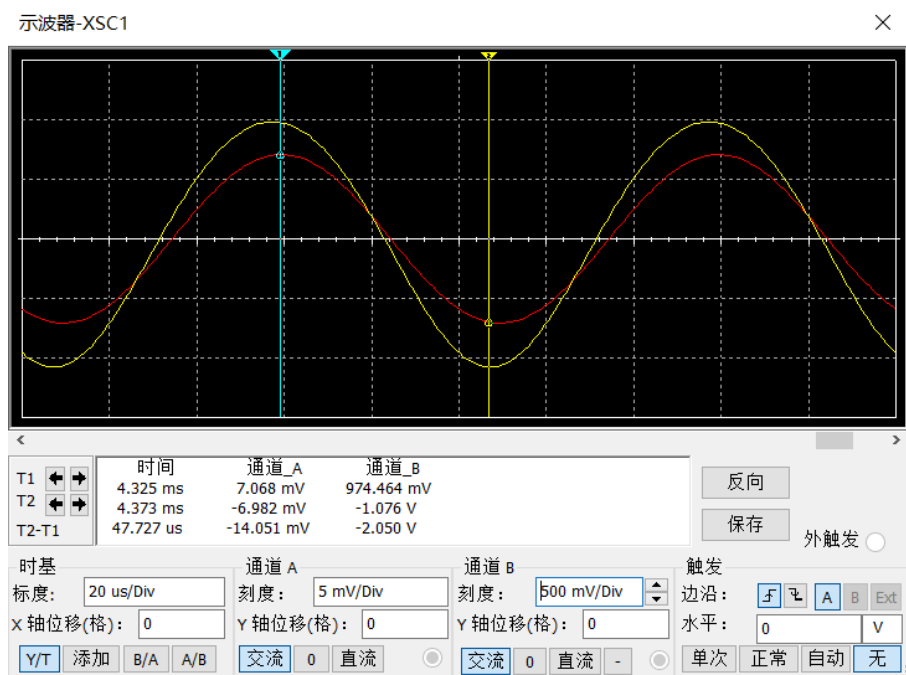 示波器-XSC1
1 2
时间 通道_A 通道_B
T1 4.325 ms 7.068 mV 974.464 mV
T2 4.373 ms -6.982 mV -1.076 V
T2-T1 47.727 us -14.051 mV -2.050 V
反向
保存
外触发
时基 通道 A 通道 B 触发
标度: 20 us/Div 刻度: 5 mV/Div 刻度: 500 mV/Div 边沿: A B Ext
X 轴位移(格): 0 Y 轴位移(格): 0 Y 轴位移(格): 0 水平: 0 V
Y/T 添加 B/A A/B 交流 0 直流 交流 0 直流 - 单次 正常 自动 无